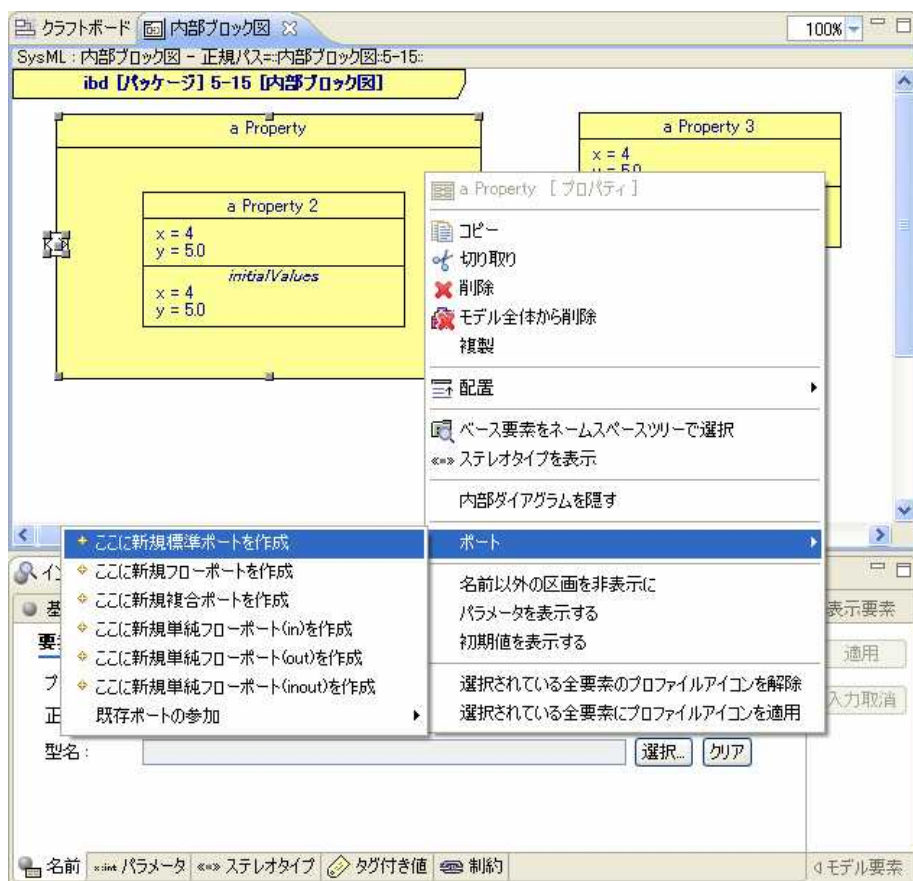 クラフトボード 内部ブロック図 100%
SysML : 内部ブロック図 - 正規パス=::内部ブロック図::5-15::
ibd [パッケージ] 5-15 [内部ブロック図]
a Property
a Property 3
x = 4
y = 5.0
a Property 2
x = 4
y = 5.0
initialValues
x = 4
y = 5.0
a Property [ プロパティ ]
コピー
切り取り
削除
モデル全体から削除
複製
配置
ベース要素をネームスペースツリーで選択
«=» ステレオタイプを表示
内部ダイアグラムを隠す
ポート
名前以外の区画を非表示に
パラメータを表示する
初期値を表示する
選択されている全要素のプロファイルアイコンを解除
選択されている全要素にプロファイルアイコンを適用
ここに新規標準ポートを作成
ここに新規フローポートを作成
ここに新規複合ポートを作成
ここに新規単純フローポート(in)を作成
ここに新規単純フローポート(out)を作成
ここに新規単純フローポート(inout)を作成
既存ポートの参加
表示要素
適用
入力取消
型名 :
選択... クリア
名前 x:int パラメータ «=» ステレオタイプ タグ付き値 制約
モデル要素